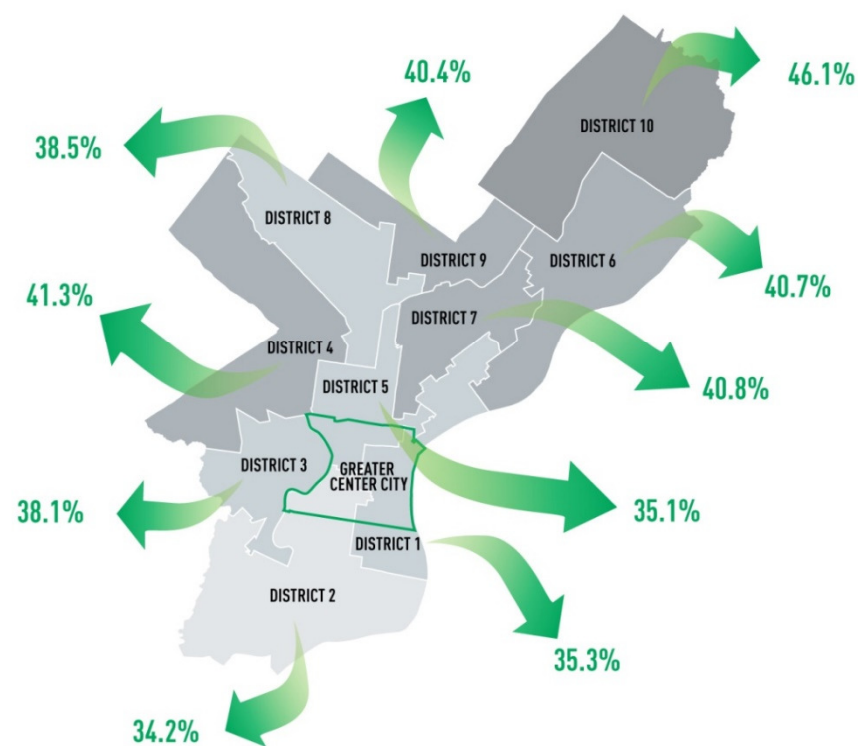 46.1%
40.4%
DISTRICT 10
38.5%
DISTRICT 8
DISTRICT 9
DISTRICT 6
40.7%
41.3%
DISTRICT 7
DISTRICT 4
DISTRICT 5
40.8%
DISTRICT 3
GREATER
CENTER CITY
38.1%
35.1%
DISTRICT 1
DISTRICT 2
35.3%
34.2%